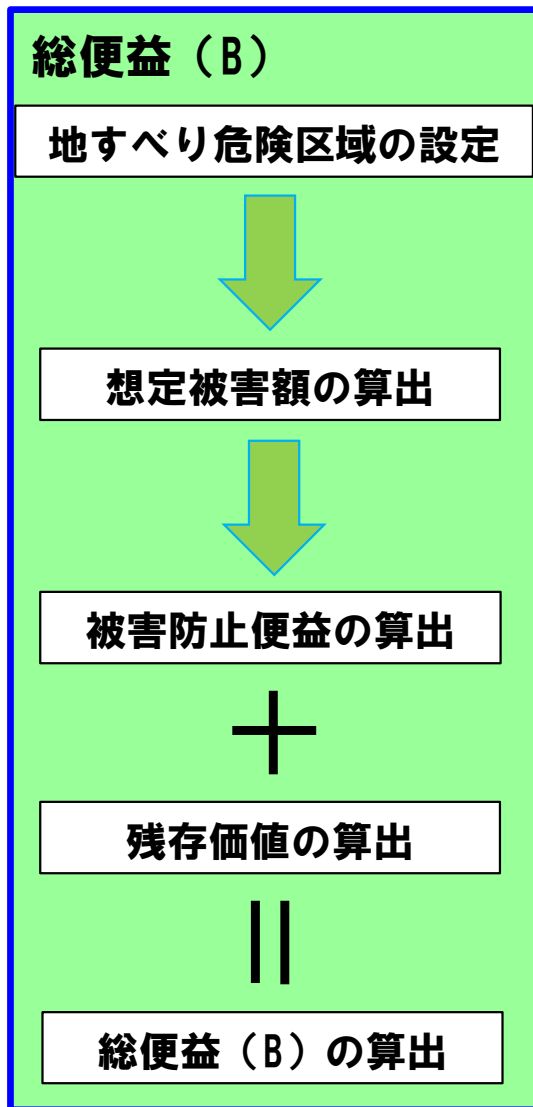 総便益（B）
地すべり危険区域の設定
想定被害額の算出
被害防止便益の算出
＋
残存価値の算出
||
総便益（B）の算出